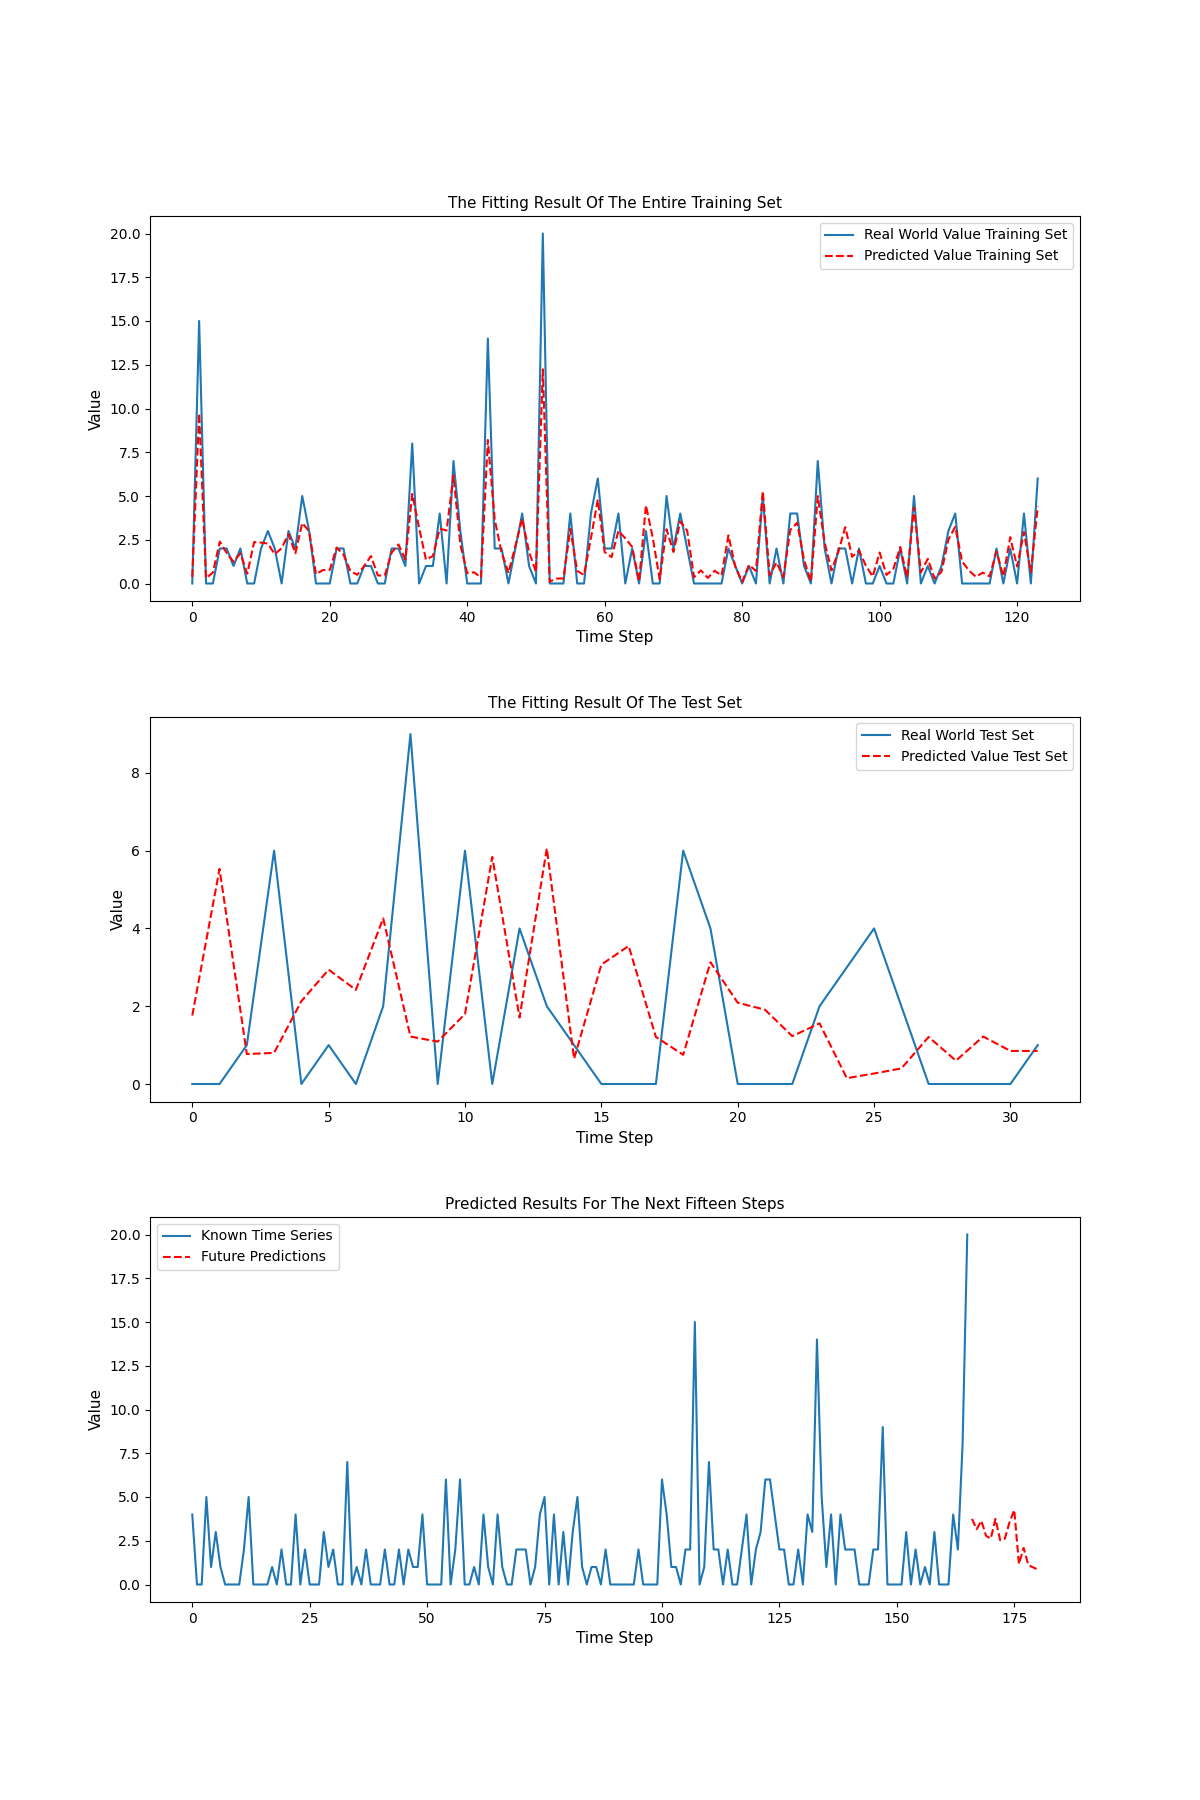 The Fitting Result Of The Entire Training Set
Real World Value Training Set
Predicted Value Training Set
20.0
17.5
15.0
12.5
10.0
7.5
5.0
2.5
0.0
Value
0 20 40 60 80 100 120
Time Step
The Fitting Result Of The Test Set
Real World Test Set
Predicted Value Test Set
8
6
4
2
0
Value
0 5 10 15 20 25 30
Time Step
Predicted Results For The Next Fifteen Steps
Known Time Series
Future Predictions
20.0
17.5
15.0
12.5
10.0
7.5
5.0
2.5
0.0
Value
0 25 50 75 100 125 150 175
Time Step